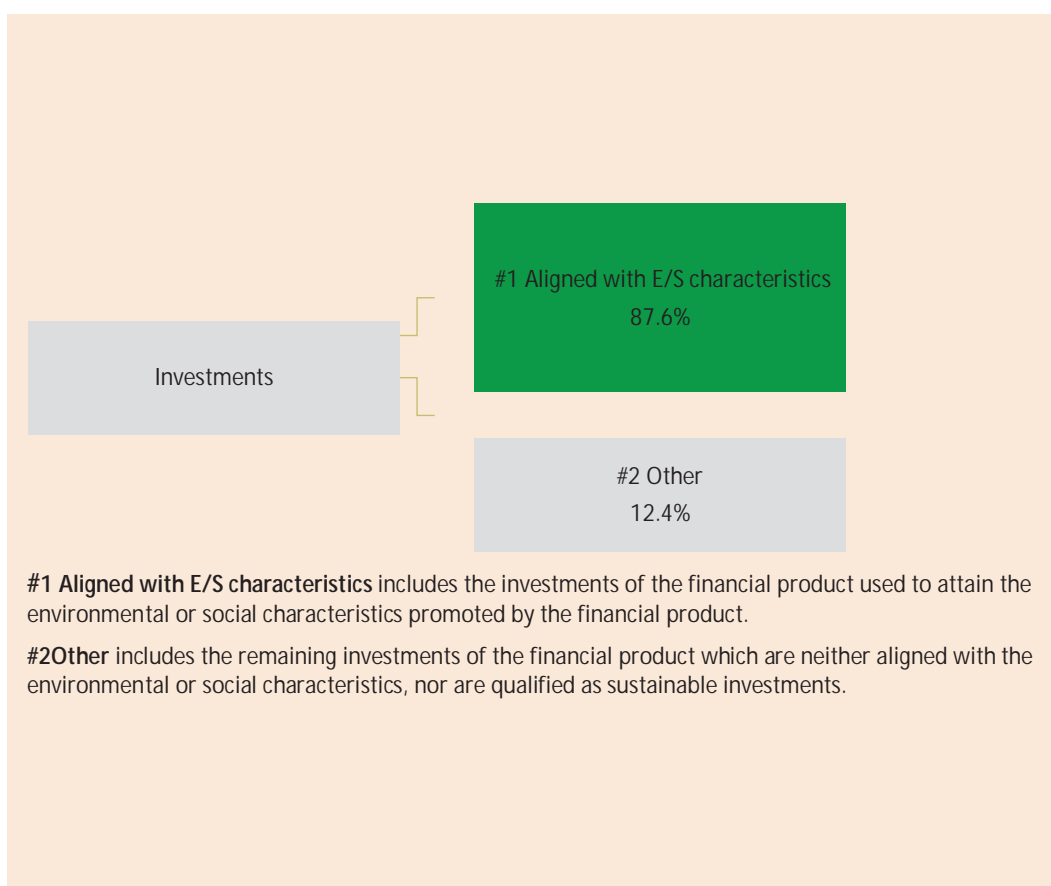 #1 Aligned with E/S characteristics
87.6%
Investments
#2 Other
12.4%
#1 Aligned with E/S characteristics includes the investments of the financial product used to attain the
environmental or social characteristics promoted by the financial product.
#2Other includes the remaining investments of the financial product which are neither aligned with the
environmental or social characteristics, nor are qualified as sustainable investments.